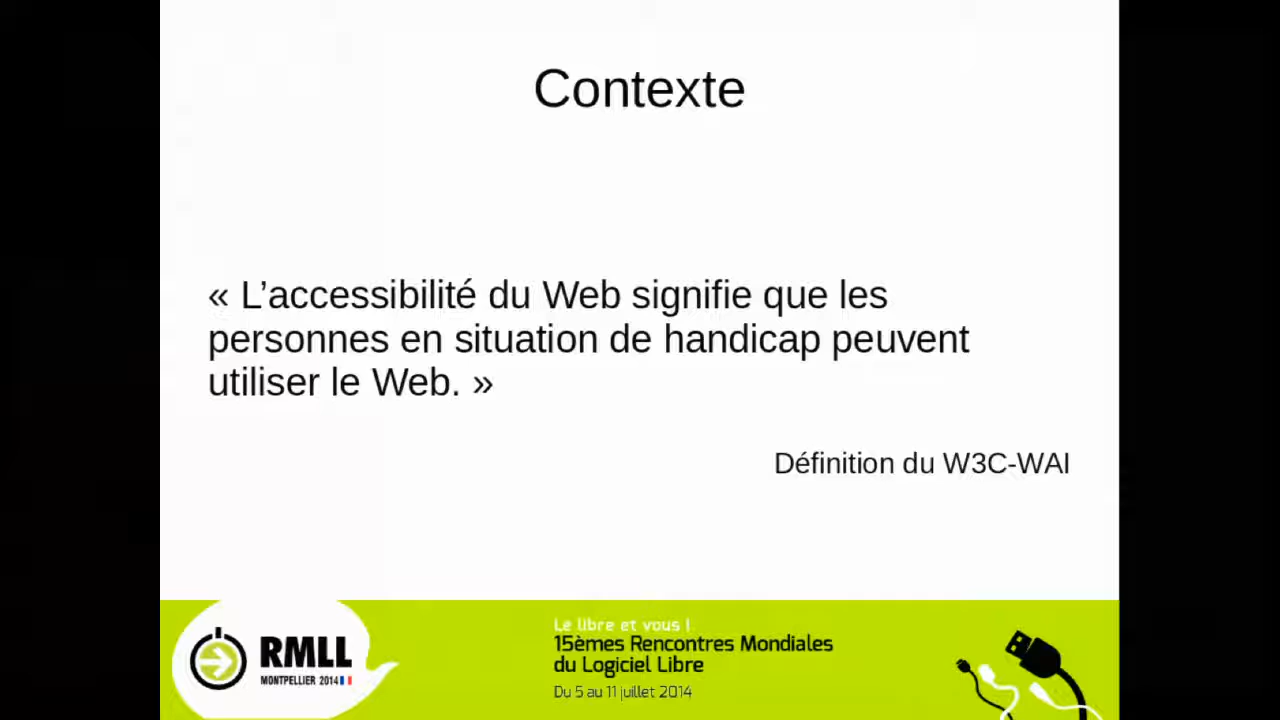 Contexte
« L’accessibilité du Web signifie que les
personnes en situation de handicap peuvent
utiliser le Web. »
Définition du W3C-WAI
RMLL
MONTPELLIER 2014
Le libre et vous !
15èmes Rencontres Mondiales
du Logiciel Libre
Du 5 au 11 juillet 2014